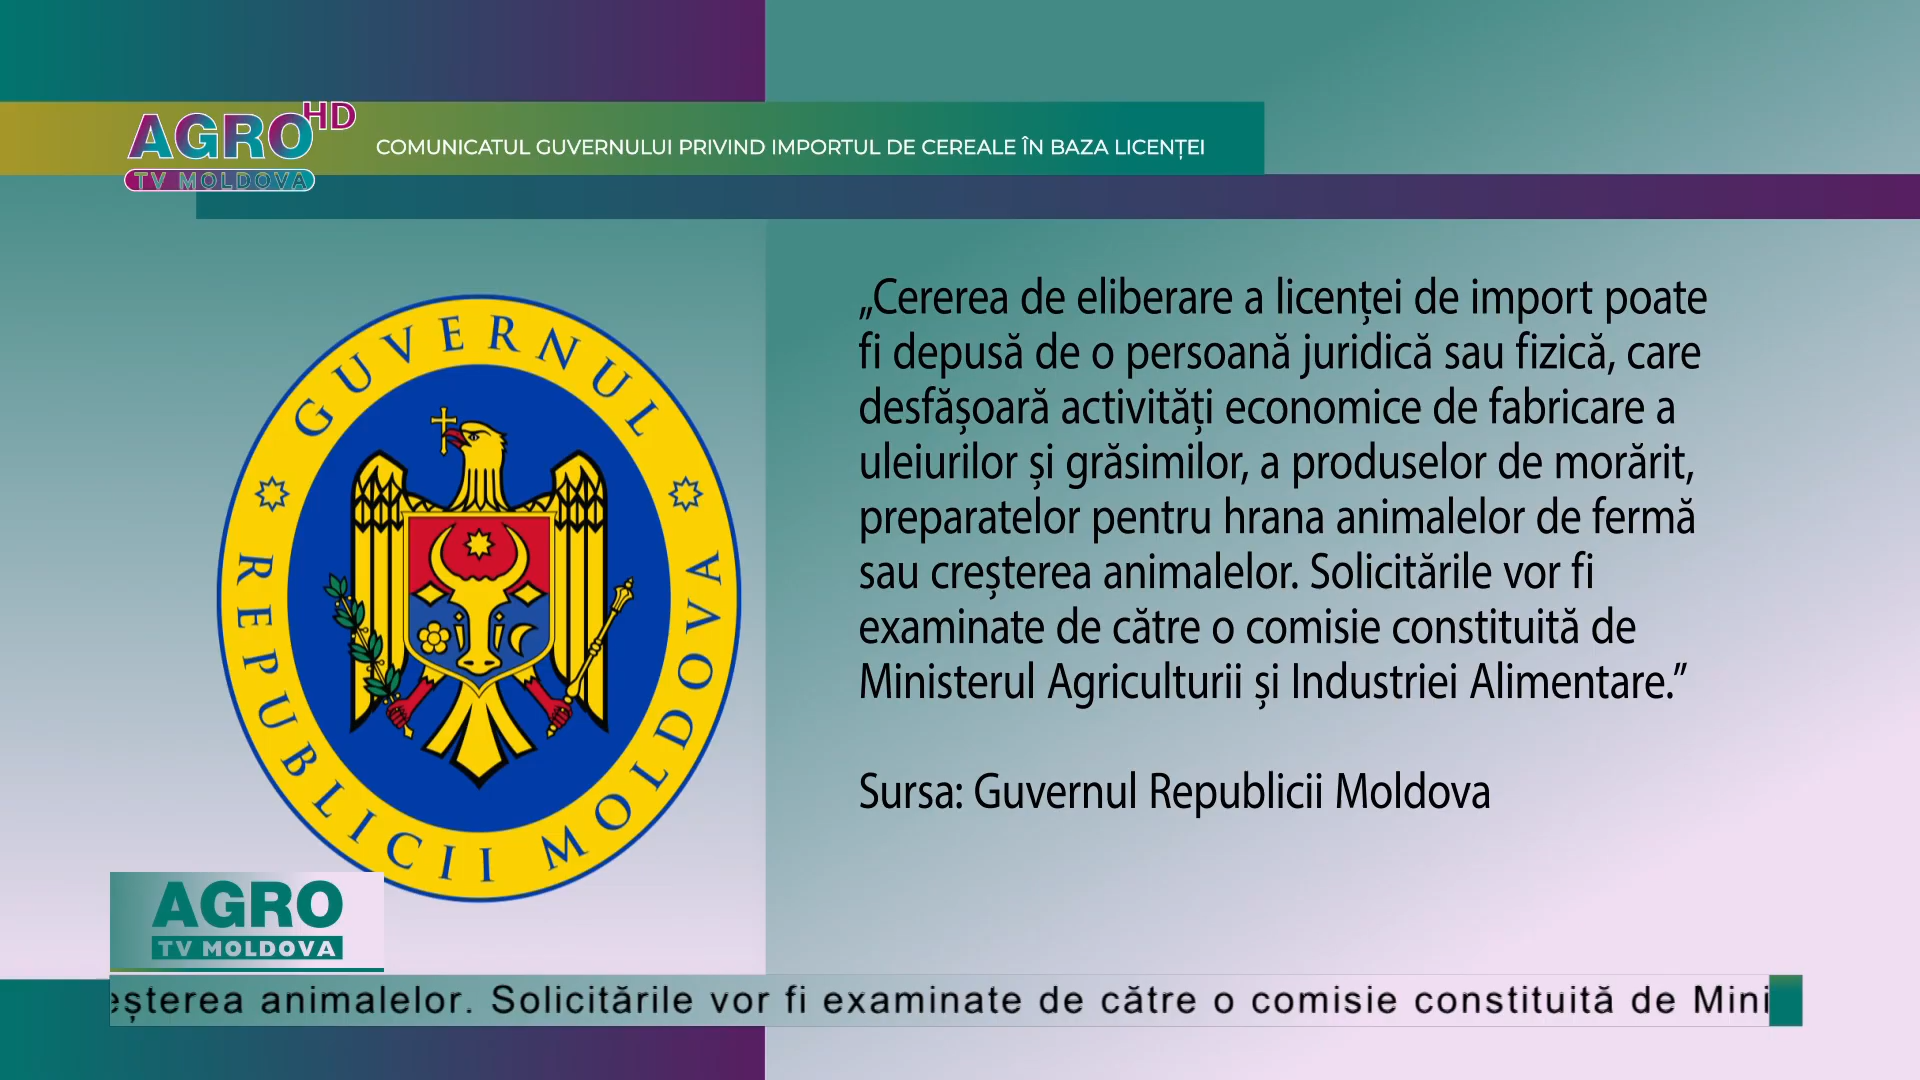 AGRO HD
TV MOLDOVA
COMUNICATUL GUVERNULUI PRIVIND IMPORTUL DE CEREALE ÎN BAZA LICENȚEI
GUVERNUL
REPUBLICII MOLDOVA
„Cererea de eliberare a licenței de import poate
fi depusă de o persoană juridică sau fizică, care
desfășoară activități economice de fabricare a
uleiurilor și grăsimilor, a produselor de morărit,
preparatelor pentru hrana animalelor de fermă
sau creșterea animalelor. Solicitările vor fi
examinate de către o comisie constituită de
Ministerul Agriculturii și Industriei Alimentare.”
Sursa: Guvernul Republicii Moldova
AGRO
TV MOLDOVA
eșterea animalelor. Solicitările vor fi examinate de către o comisie constituită de Mini